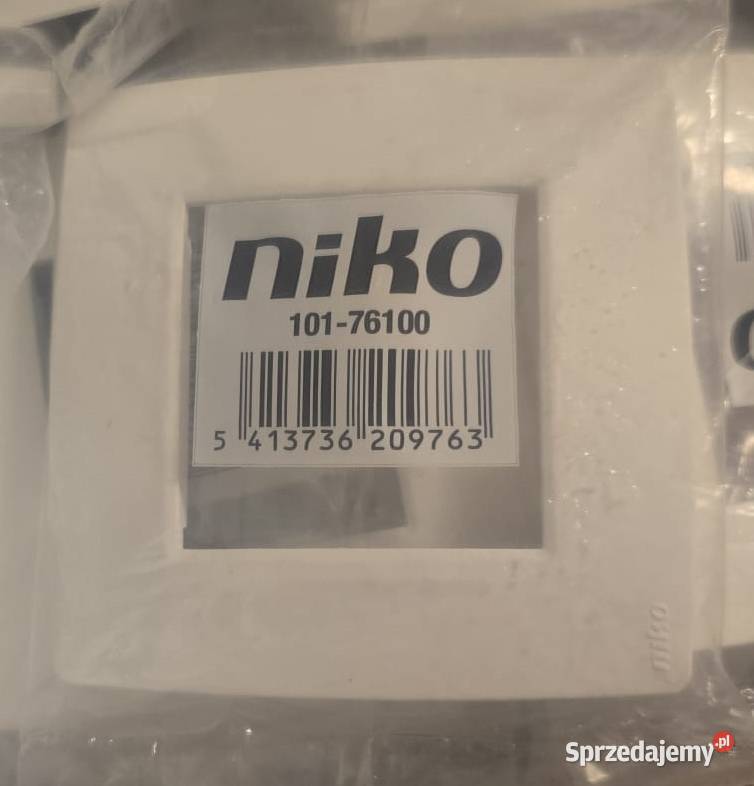 niko
101-76100
5 413736 209763
niko
Sprzedajemy.pl